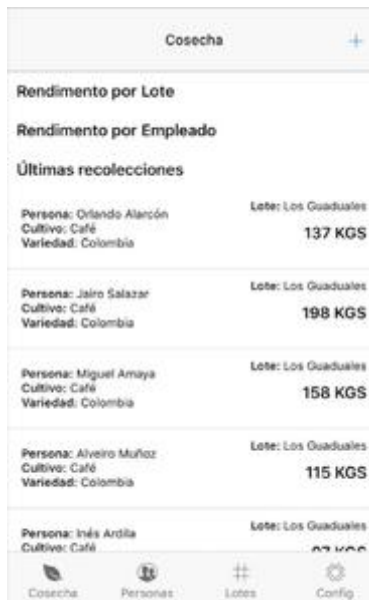 Cosecha +
Rendimento por Lote
Rendimento por Empleado
Últimas recolecciones
Persona: Orlando Alarcón
Cultivo: Café
Variedad: Colombia
Lote: Los Guaduales
137 KGS
Persona: Jairo Salazar
Cultivo: Café
Variedad: Colombia
Lote: Los Guaduales
198 KGS
Persona: Miguel Amaya
Cultivo: Café
Variedad: Colombia
Lote: Los Guaduales
158 KGS
Persona: Alveiro Muñoz
Cultivo: Café
Variedad: Colombia
Lote: Los Guaduales
115 KGS
Persona: Inés Ardila
Cultivo: Café
Lote: Los Guaduales
Cosecha
Personas
Lotes
Config